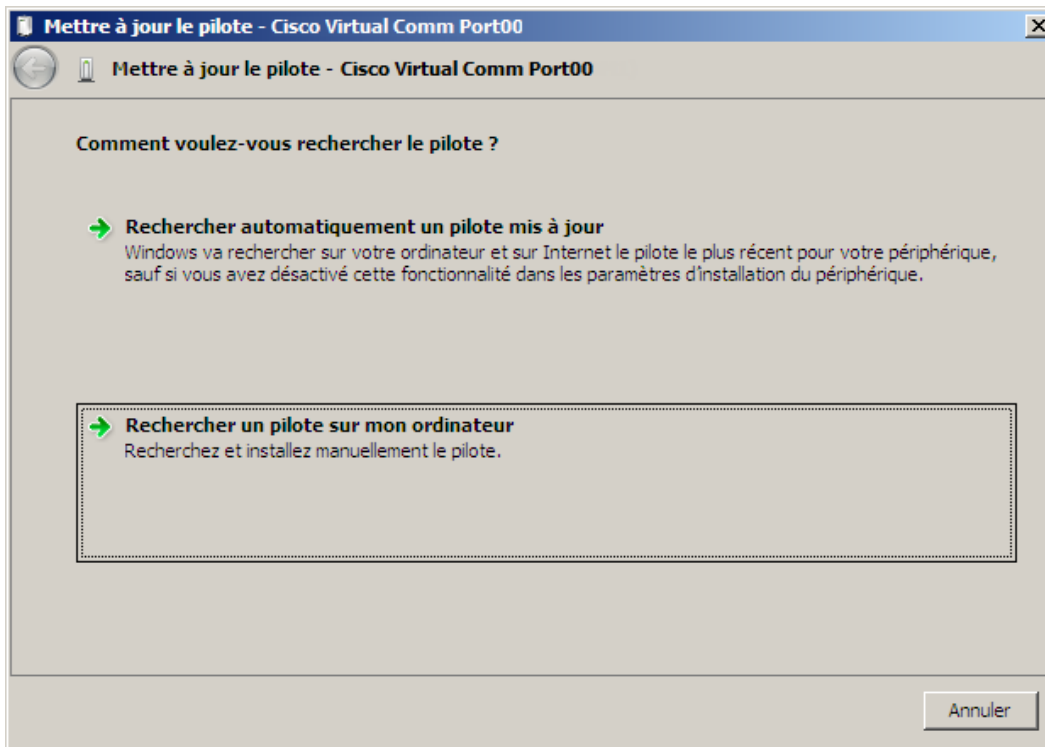 Mettre à jour le pilote - Cisco Virtual Comm Port00
Mettre à jour le pilote - Cisco Virtual Comm Port00
Comment voulez-vous rechercher le pilote ?
Rechercher automatiquement un pilote mis à jour
Windows va rechercher sur votre ordinateur et sur Internet le pilote le plus récent pour votre périphérique,
sauf si vous avez désactivé cette fonctionnalité dans les paramètres d'installation du périphérique.
Rechercher un pilote sur mon ordinateur
Recherchez et installez manuellement le pilote.
Annuler